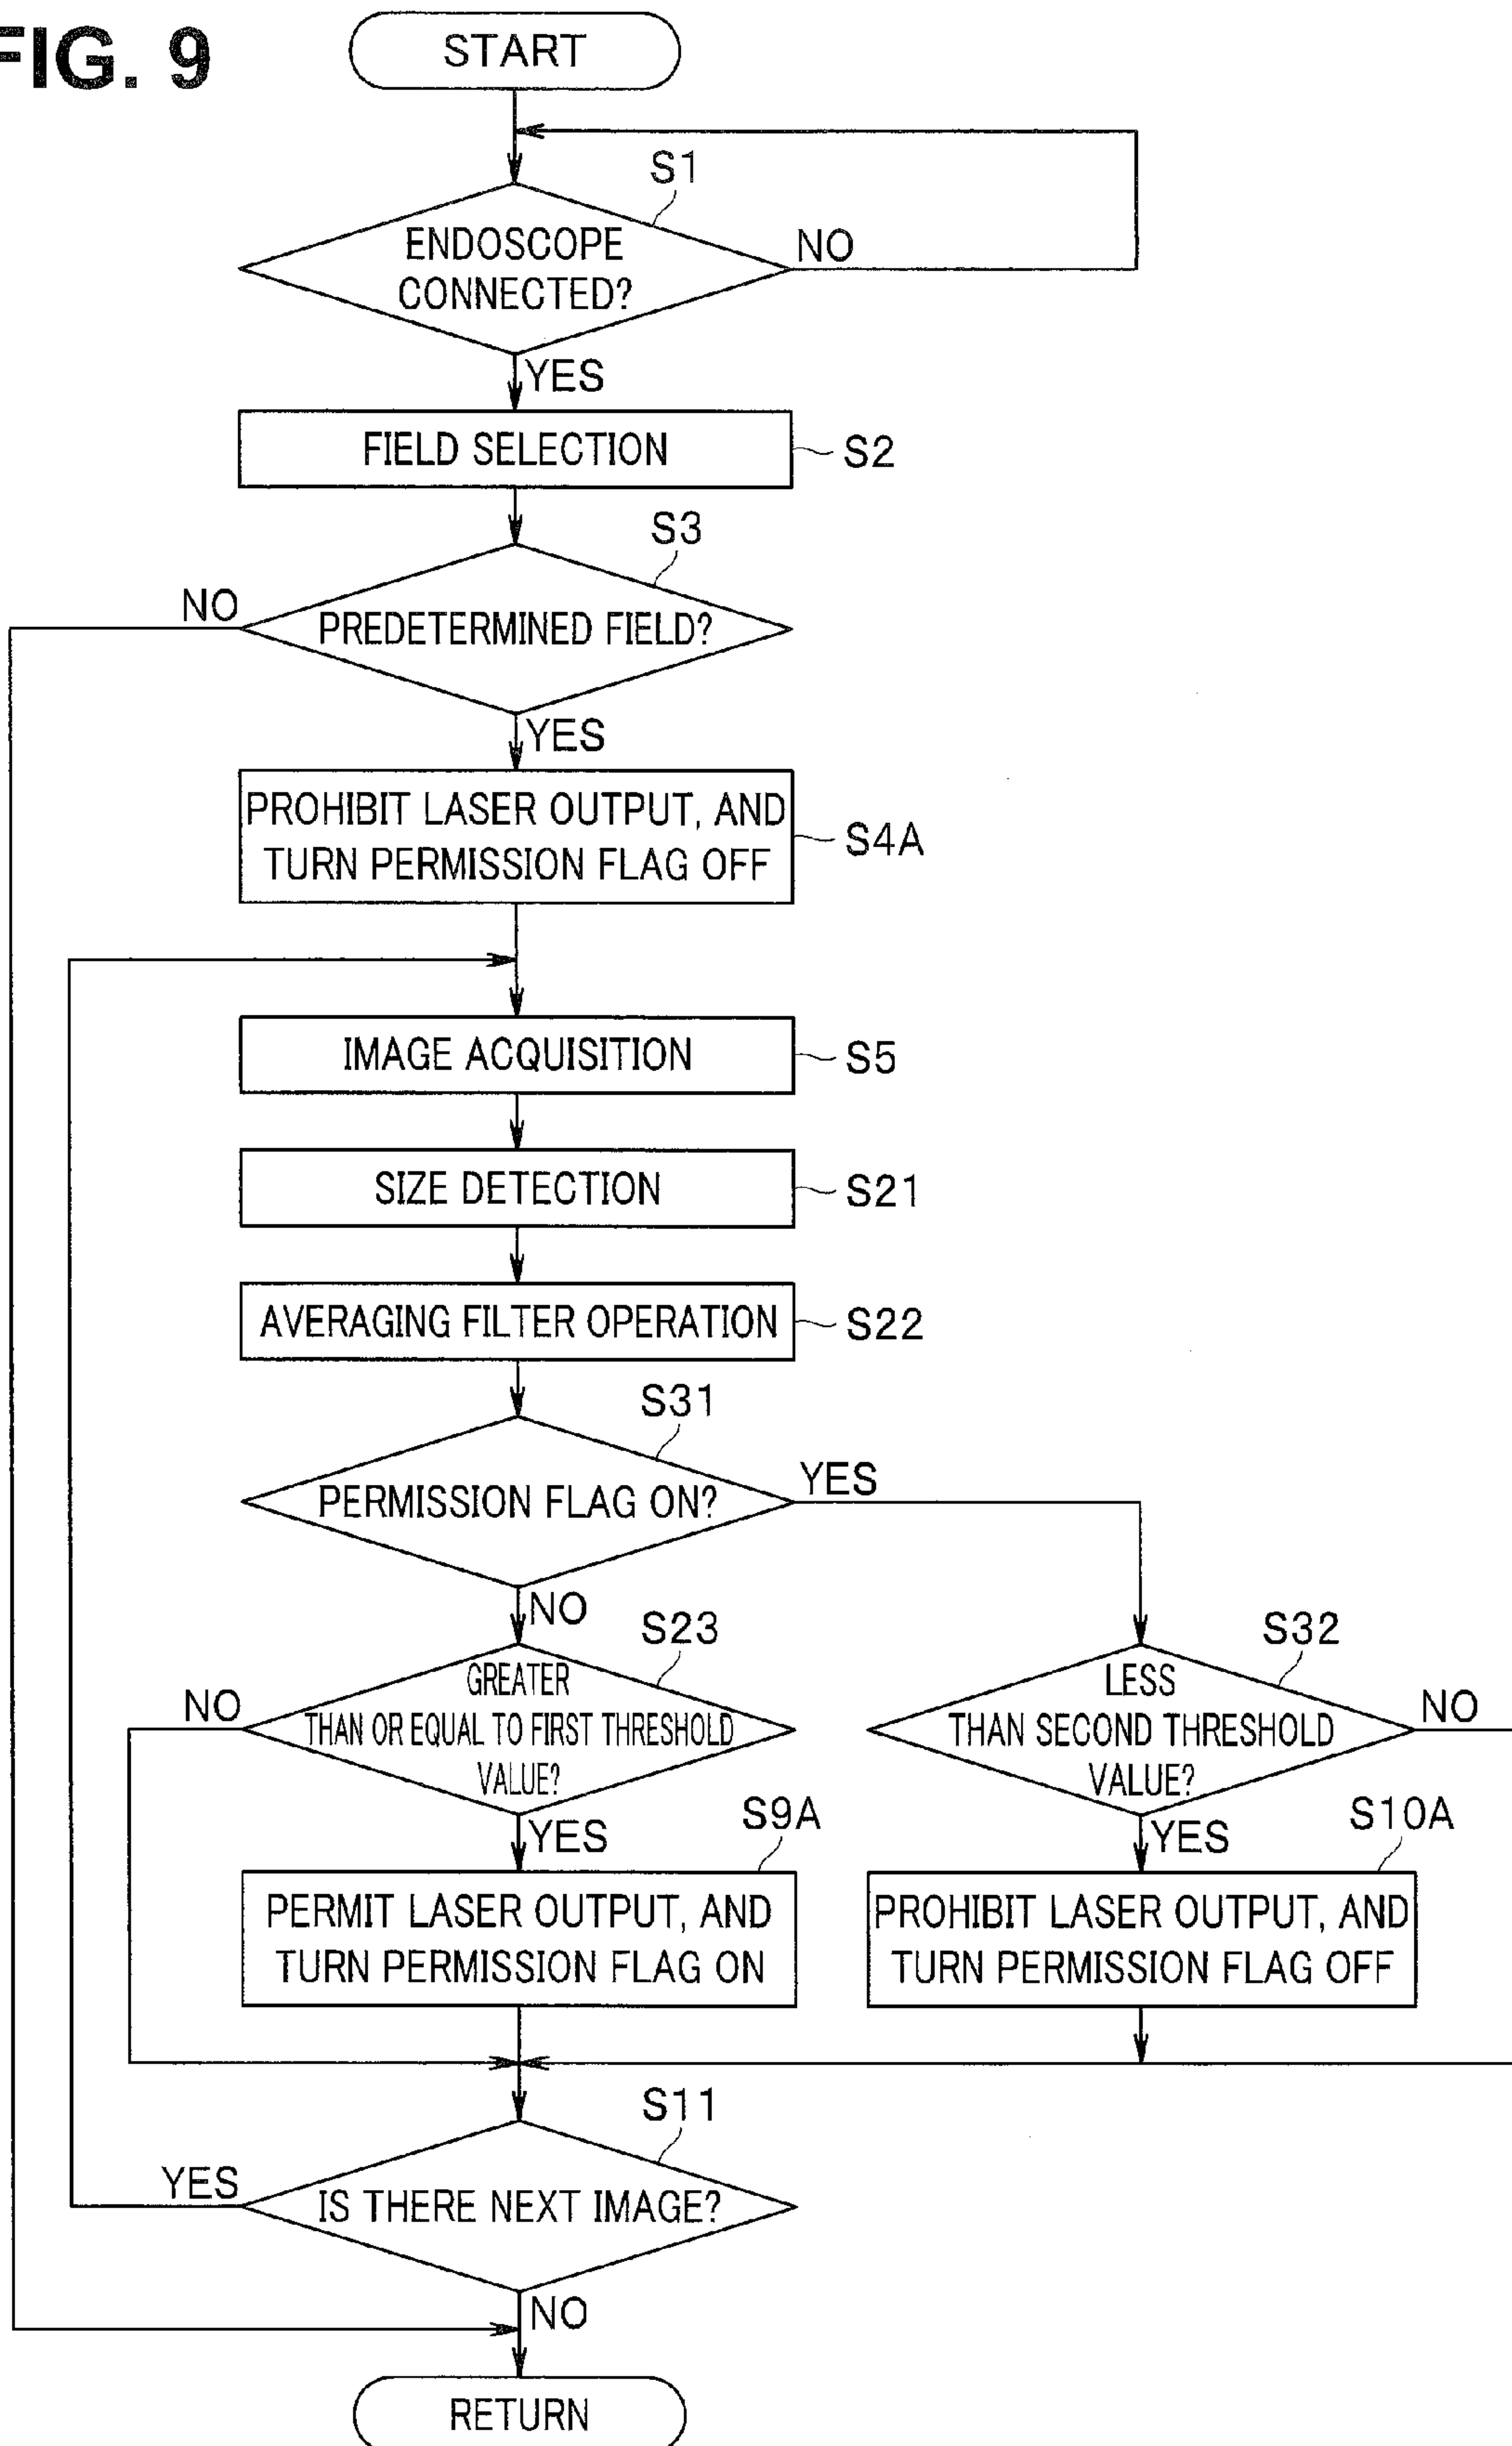 FIG. 9
START
S1
ENDOSCOPE
CONNECTED?
NO
YES
FIELD SELECTION
S2
S3
NO
PREDETERMINED FIELD?
YES
PROHIBIT LASER OUTPUT, AND
TURN PERMISSION FLAG OFF
S4A
IMAGE ACQUISITION
S5
SIZE DETECTION
S21
AVERAGING FILTER OPERATION
S22
S31
PERMISSION FLAG ON?
YES
NO
S23
NO
GREATER
THAN OR EQUAL TO FIRST THRESHOLD
VALUE?
S32
LESS
THAN SECOND THRESHOLD
VALUE?
NO
YES
S9A
YES
S10A
PERMIT LASER OUTPUT, AND
TURN PERMISSION FLAG ON
PROHIBIT LASER OUTPUT, AND
TURN PERMISSION FLAG OFF
S11
YES
IS THERE NEXT IMAGE?
NO
RETURN